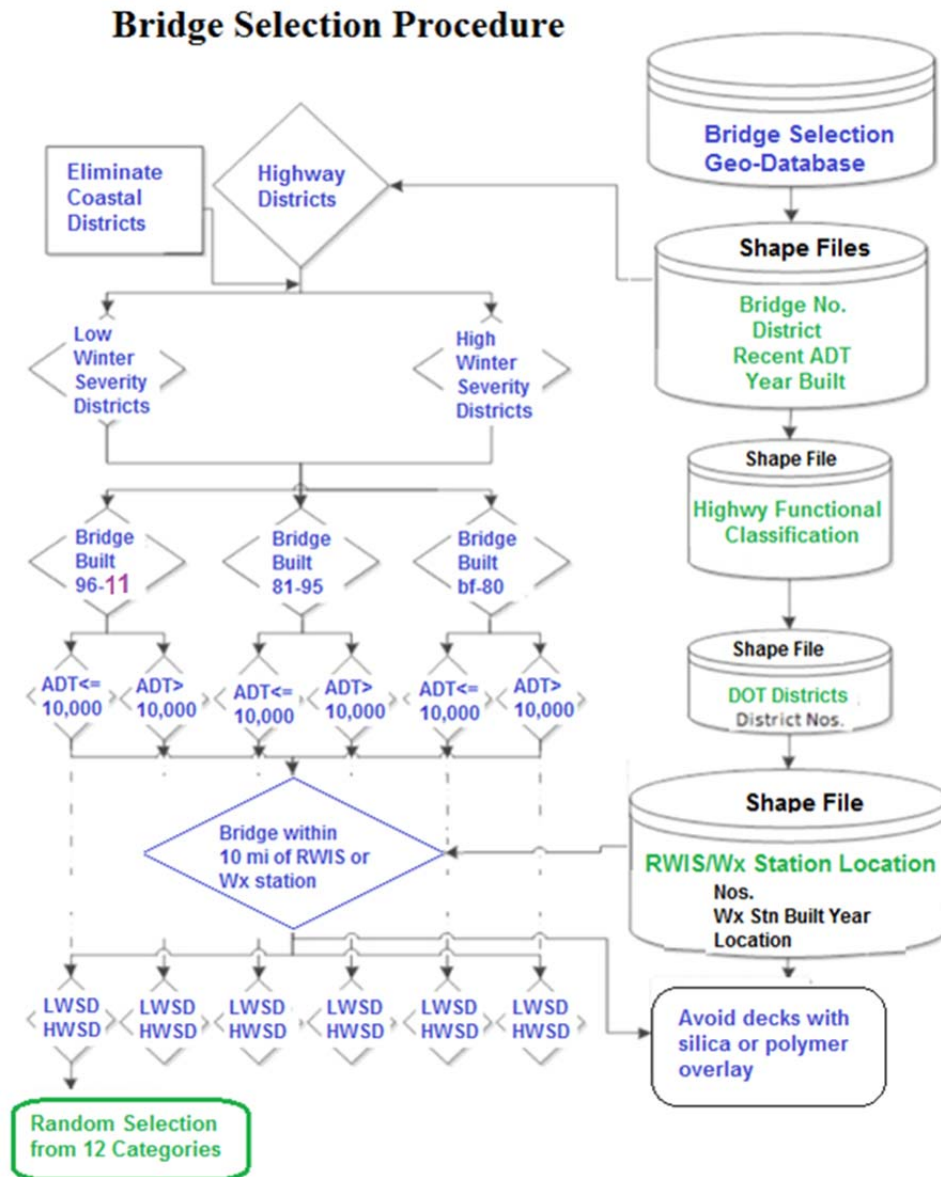 Bridge Selection Procedure
Bridge Selection
Geo-Database
Eliminate
Coastal
Districts
Highway
Districts
Shape Files
Bridge No.
District
Recent ADT
Year Built
Low
Winter
Severity
Districts
High
Winter
Severity
Districts
Shape File
Highwy Functional
Classification
Bridge
Built
96-11
Bridge
Built
81-95
Bridge
Built
bf-80
Shape File
DOT Districts
District Nos.
ADT<=
10,000
ADT>
10,000
ADT<=
10,000
ADT>
10,000
ADT<=
10,000
ADT>
10,000
Bridge within
10 mi of RWIS or
Wx station
Shape File
RWIS/Wx Station Location
Nos.
Wx Stn Built Year
Location
LWSD
HWSD
LWSD
HWSD
LWSD
HWSD
LWSD
HWSD
LWSD
HWSD
LWSD
HWSD
Avoid decks with
silica or polymer
overlay
Random Selection
from 12 Categories